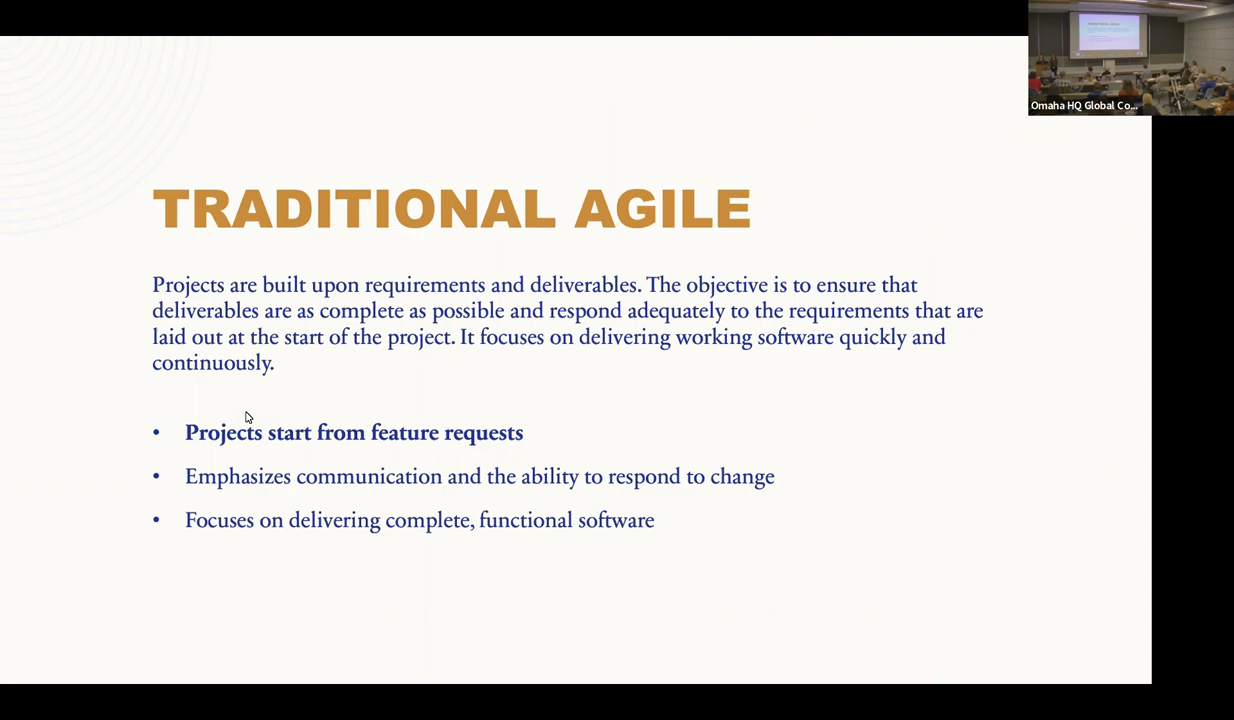 Omaha HQ Global Co...
TRADITIONAL AGILE
Projects are built upon requirements and deliverables. The objective is to ensure that
deliverables are as complete as possible and respond adequately to the requirements that are
laid out at the start of the project. It focuses on delivering working software quickly and
continuously.
• Projects start from feature requests
• Emphasizes communication and the ability to respond to change
• Focuses on delivering complete, functional software